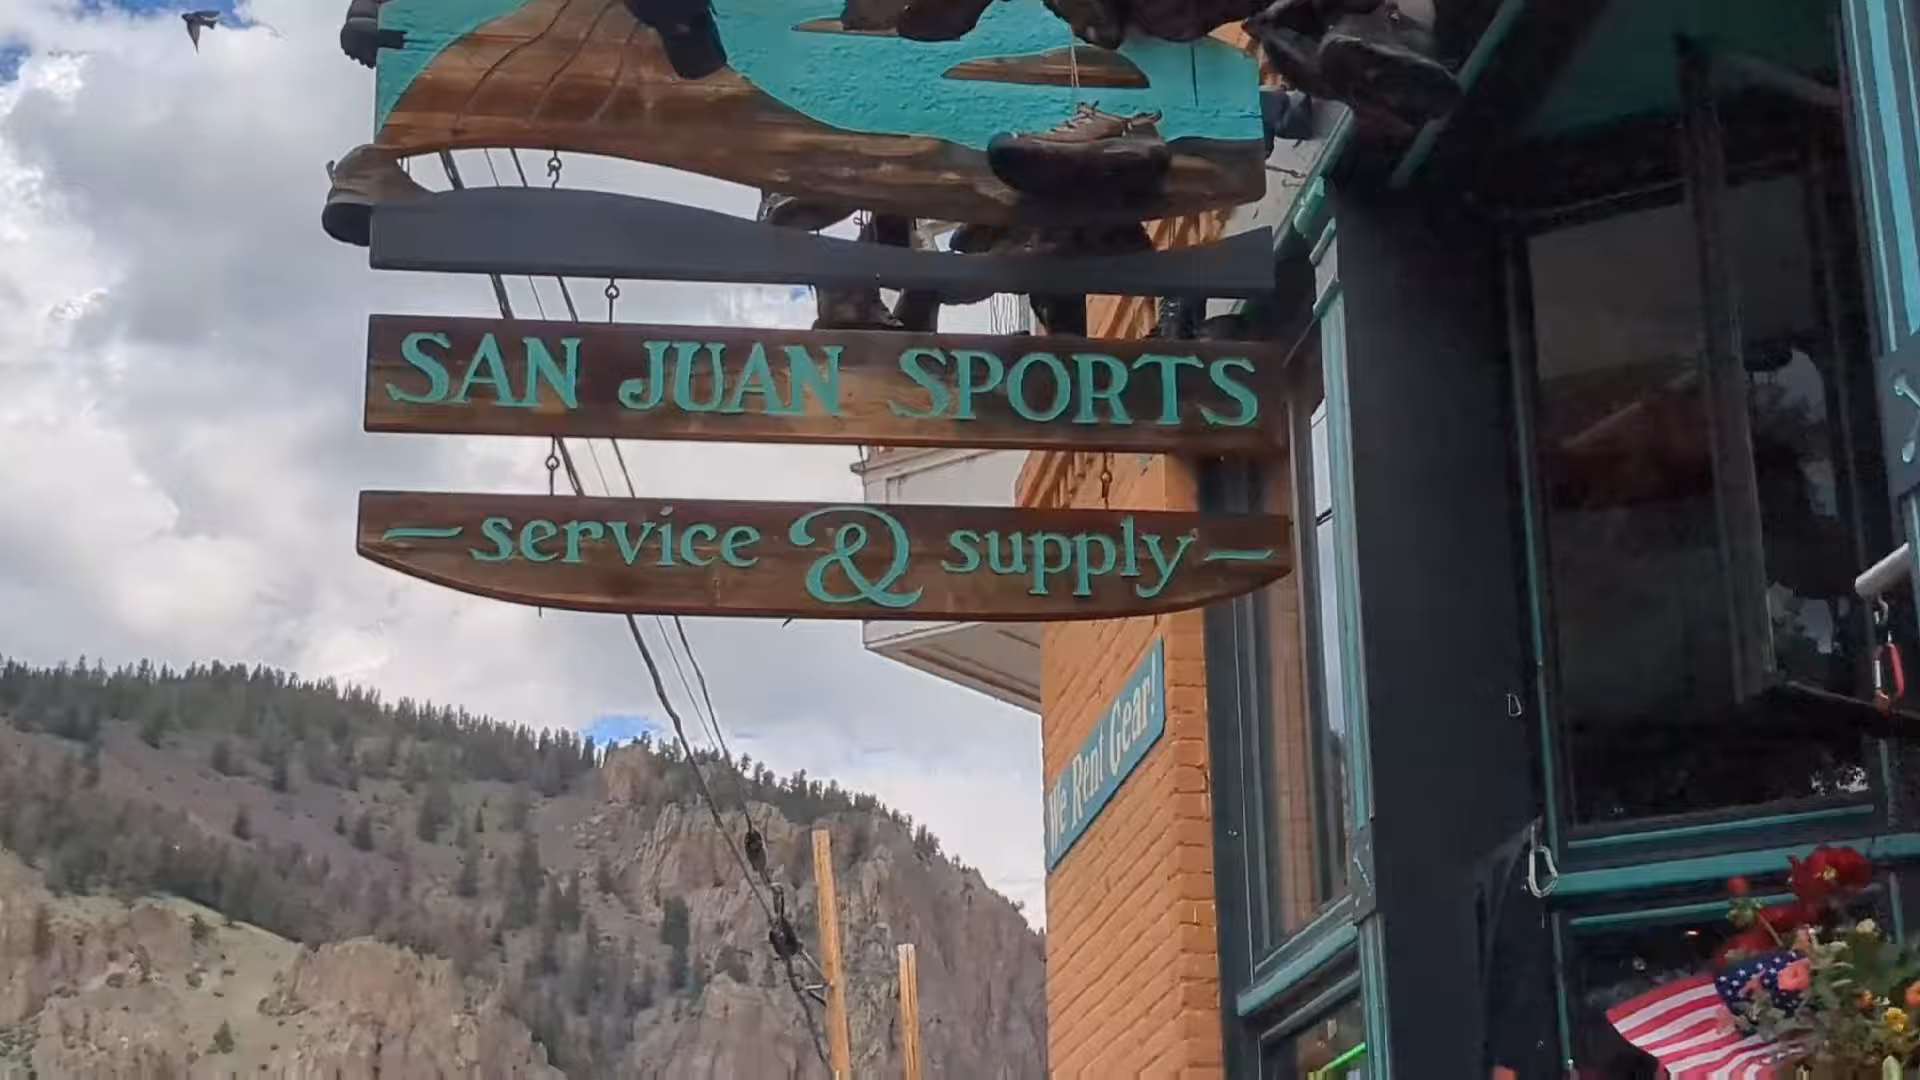 SAN JUAN SPORTS
— service & supply —
We Rent Gear!